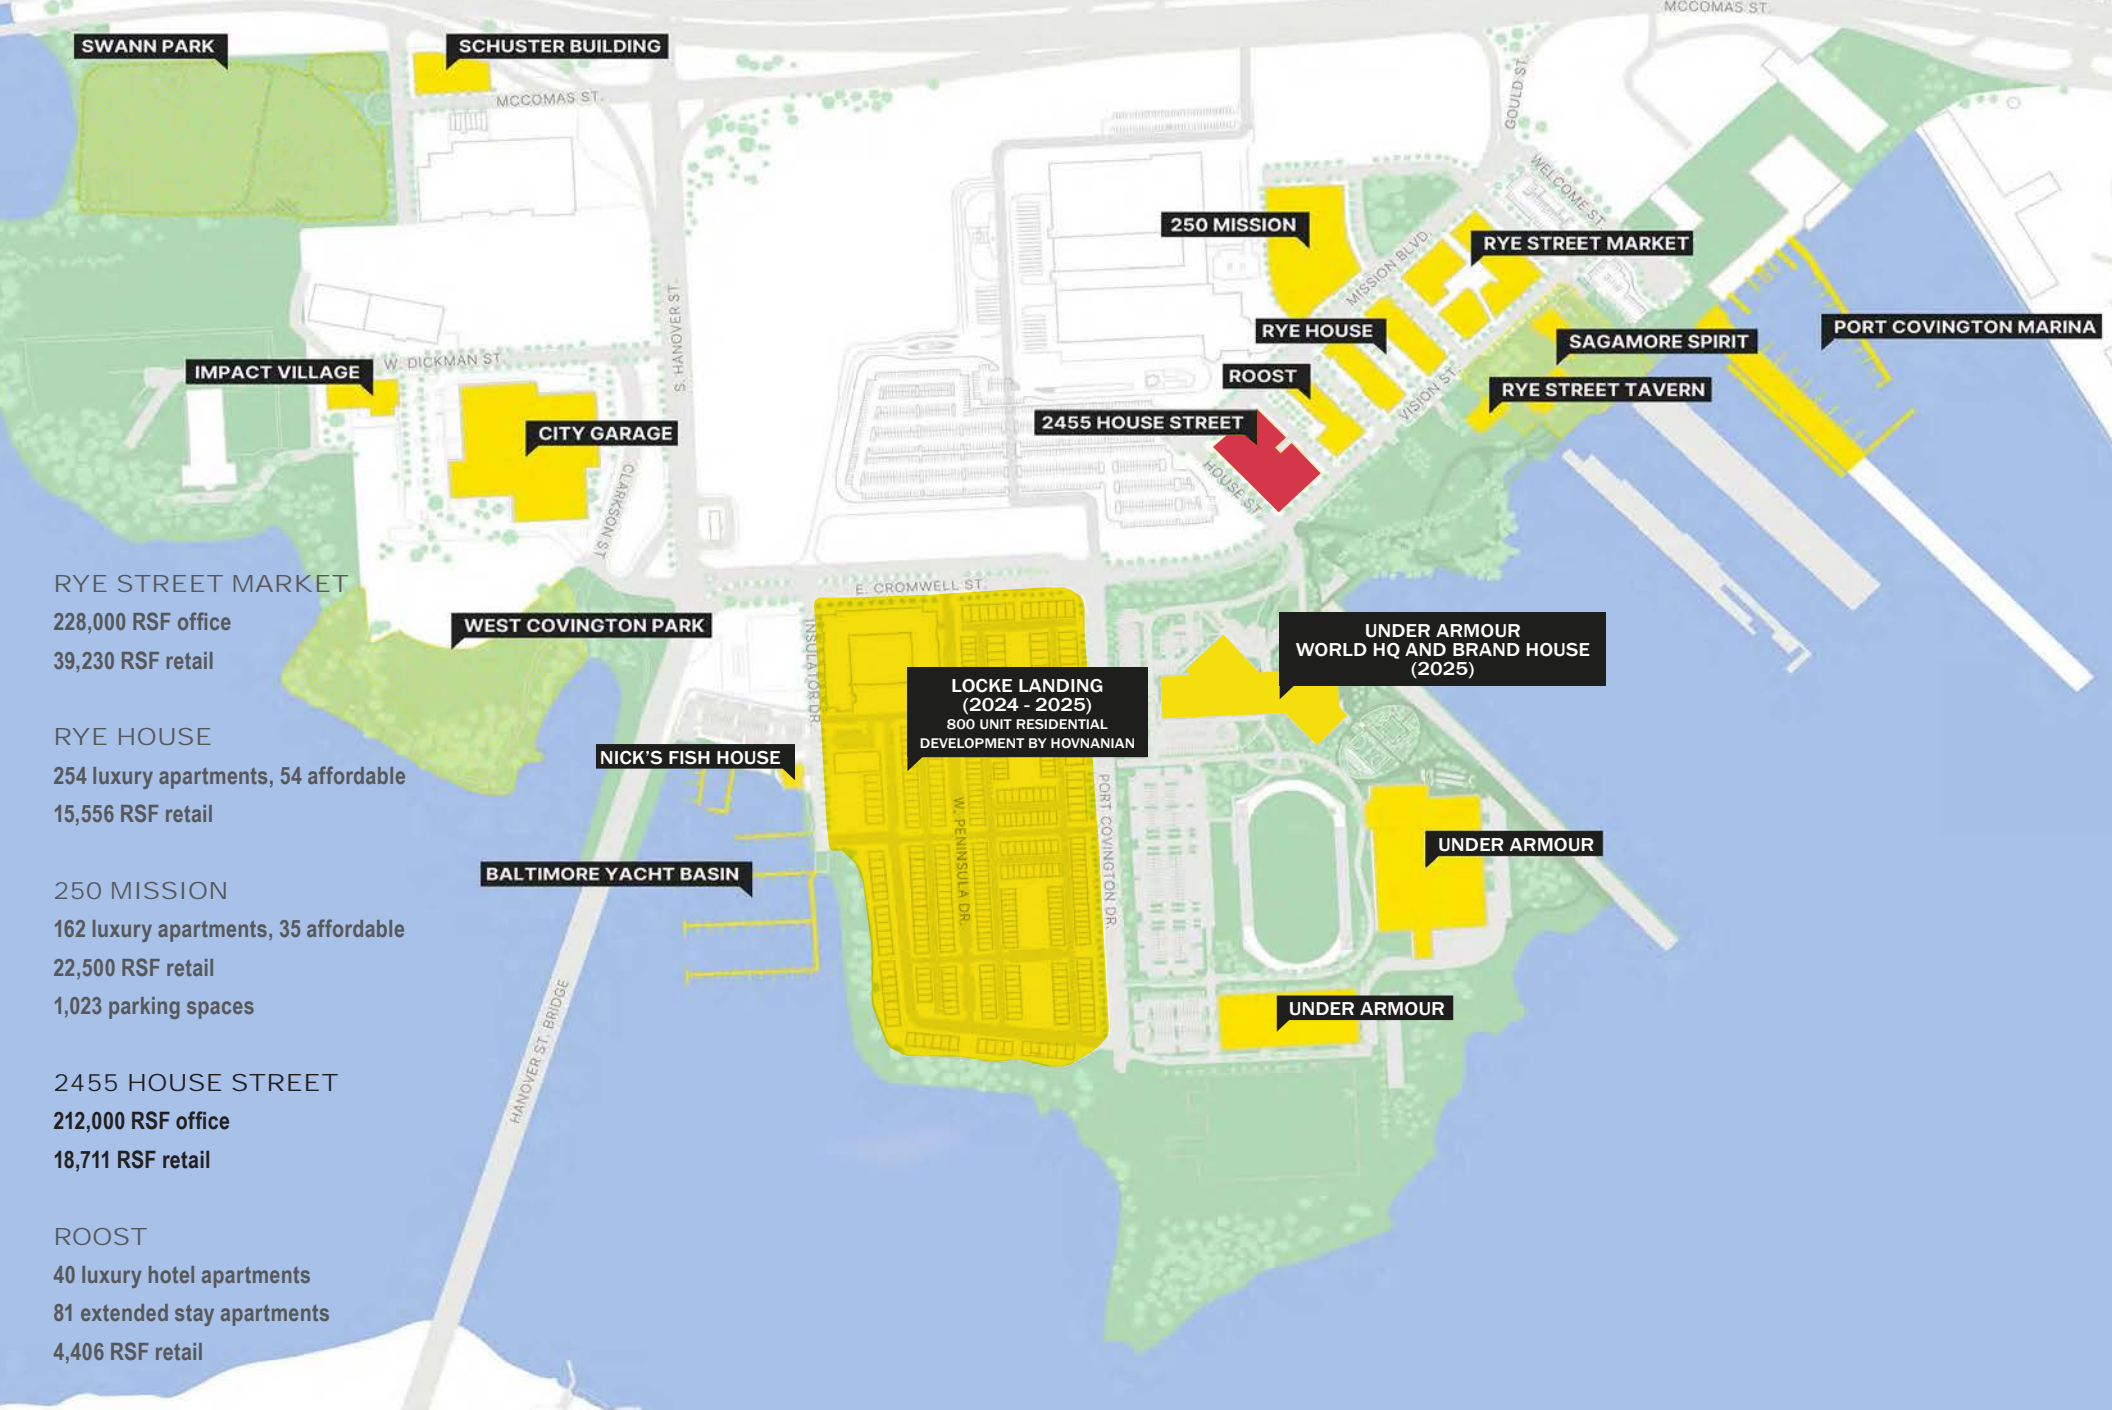 MCCOMAS ST.
SWANN PARK
SCHUSTER BUILDING
MCCOMAS ST.
GOULD ST.
WELCOME ST.
250 MISSION
MISSION BLVD.
RYE STREET MARKET
S. HANOVER ST.
RYE HOUSE
SAGAMORE SPIRIT
PORT COVINGTON MARINA
W. DICKMAN ST.
IMPACT VILLAGE
ROOST
VISION ST.
RYE STREET TAVERN
2455 HOUSE STREET
CITY GARAGE
HOUSE ST.
CLARKSON ST.
E. CROMWELL ST.
WEST COVINGTON PARK
INSULATOR DR.
UNDER ARMOUR
WORLD HQ AND BRAND HOUSE
(2025)
LOCKE LANDING
(2024 - 2025)
800 UNIT RESIDENTIAL
DEVELOPMENT BY HOVNANIAN
NICK'S FISH HOUSE
W. PENINSULA DR.
PORT COVINGTON DR.
UNDER ARMOUR
BALTIMORE YACHT BASIN
UNDER ARMOUR
HANOVER ST. BRIDGE
RYE STREET MARKET
228,000 RSF office
39,230 RSF retail
RYE HOUSE
254 luxury apartments, 54 affordable
15,556 RSF retail
250 MISSION
162 luxury apartments, 35 affordable
22,500 RSF retail
1,023 parking spaces
2455 HOUSE STREET
212,000 RSF office
18,711 RSF retail
ROOST
40 luxury hotel apartments
81 extended stay apartments
4,406 RSF retail